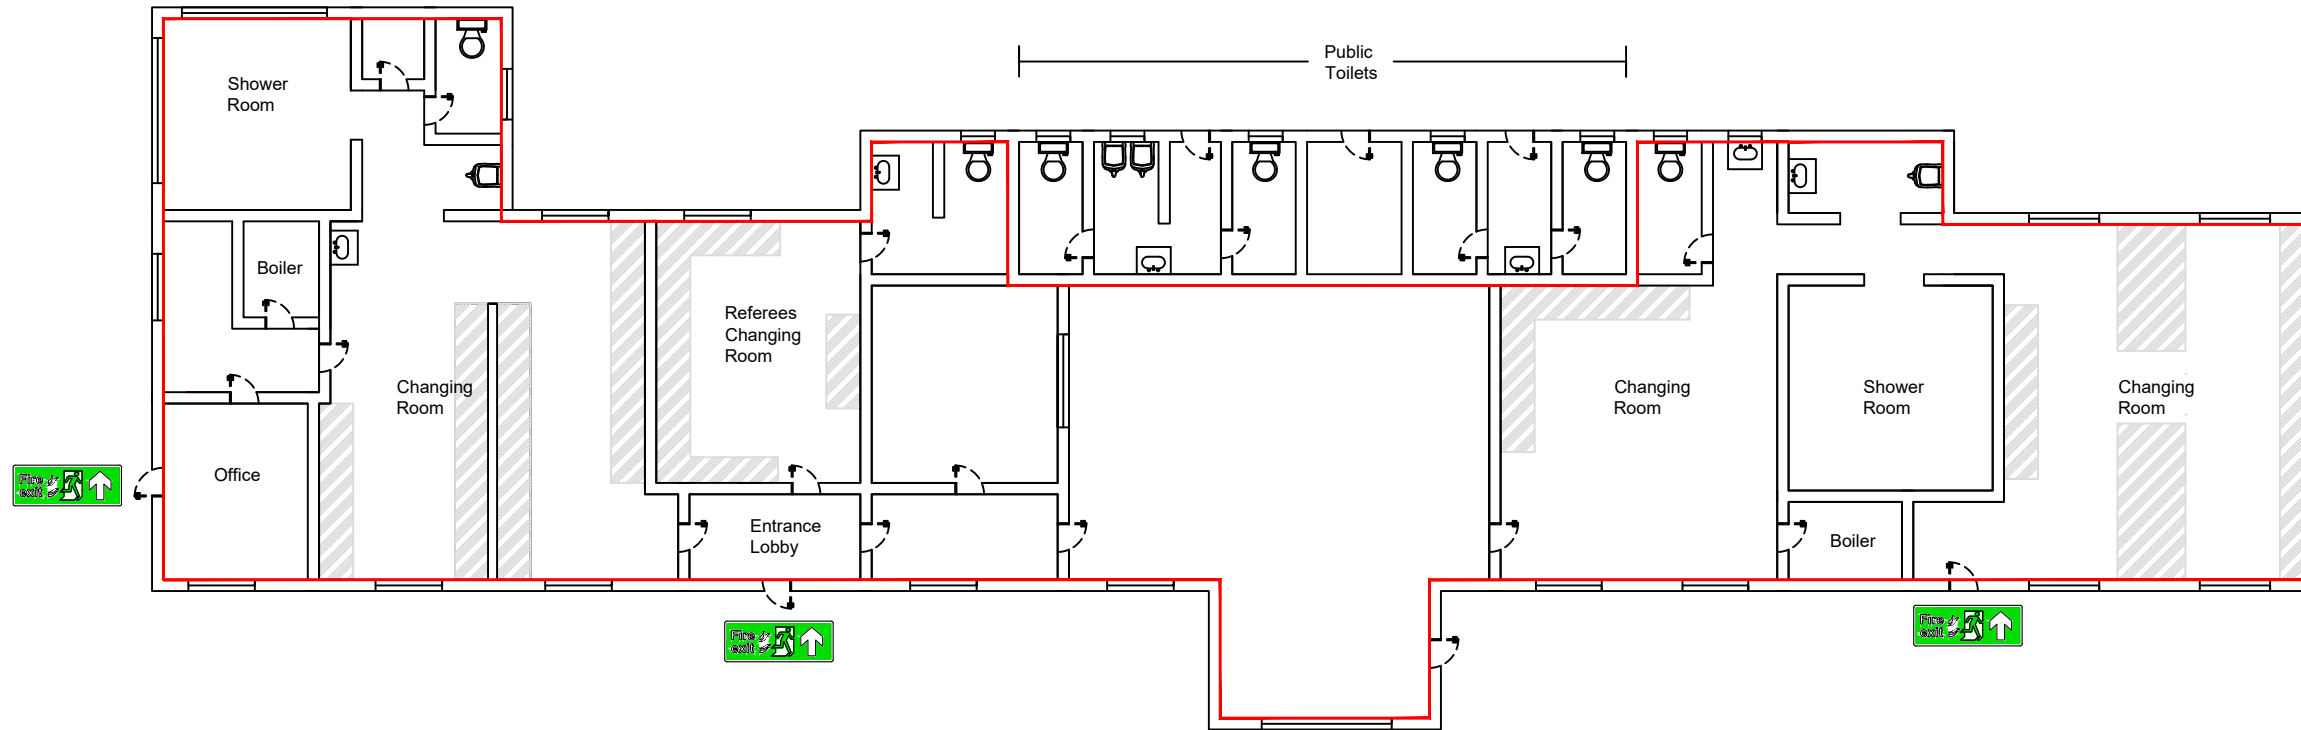 Public
Toilets
Shower
Room
Boiler
Referees
Changing
Room
Changing
Room
Changing
Room
Shower
Room
Changing
Room
Office
Fire
exit
Entrance
Lobby
Boiler
Fire
exit
Fire
exit